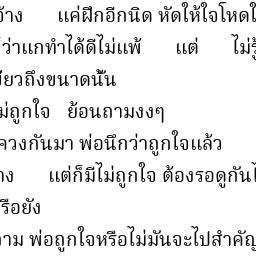 จ้าง แค่ฝึกอีกนิด หัดให้ใจโหด
ว่าแกทำได้ดีไม่แพ้ แต่ ไม่รู้
ยวถึงขนาดนั้น
ม่ถูกใจ ย้อนถามงงๆ
ควงกันมา พ่อนึกว่าถูกใจแล้ว
าง แต่ก็มีไม่ถูกใจ ต้องรอดูกัน
รือยัง
าม พ่อถูกใจหรือไม่มันจะไปสำคัญ